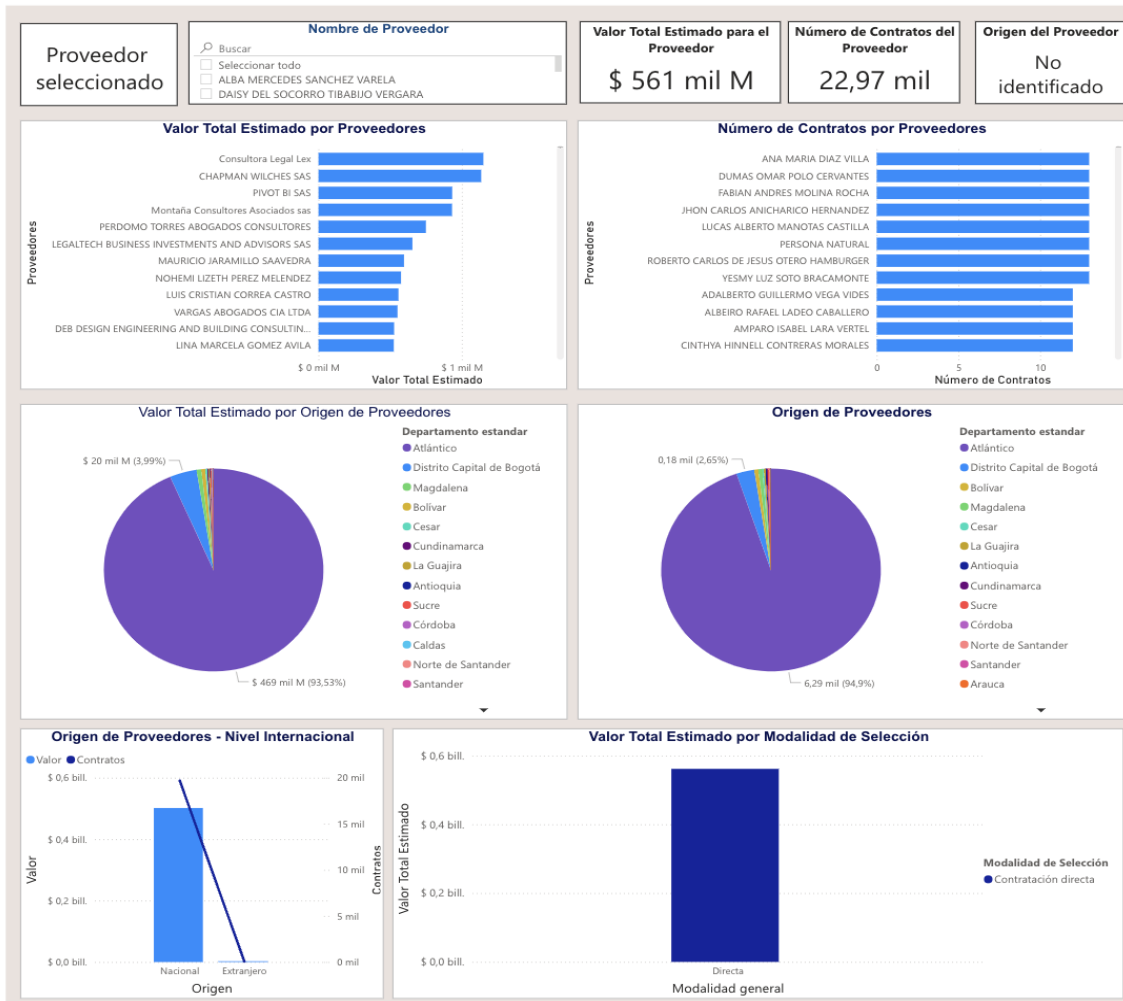 Proveedor
seleccionado
Nombre de Proveedor
Buscar
Seleccionar todo
ALBA MERCEDES SANCHEZ VARELA
DAISY DEL SOCORRO TIBABIJO VERGARA
Valor Total Estimado para el
Proveedor
$ 561 mil M
Número de Contratos del
Proveedor
22,97 mil
Origen del Proveedor
No
identificado
Valor Total Estimado por Proveedores
Proveedores
Consultora Legal Lex
CHAPMAN WILCHES SAS
PIVOT BI SAS
Montaña Consultores Asociados sas
PERDOMO TORRES ABOGADOS CONSULTORES
LEGALTECH BUSINESS INVESTMENTS AND ADVISORS SAS
MAURICIO JARAMILLO SAAVEDRA
NOHEMI LIZETH PEREZ MELENDEZ
LUIS CRISTIAN CORREA CASTRO
VARGAS ABOGADOS CIA LTDA
DEB DESIGN ENGINEERING AND BUILDING CONSULTIN...
LINA MARCELA GOMEZ AVILA
$ 0 mil M $ 1 mil M
Valor Total Estimado
Número de Contratos por Proveedores
Proveedores
ANA MARIA DIAZ VILLA
DUMAS OMAR POLO CERVANTES
FABIAN ANDRES MOLINA ROCHA
JHON CARLOS ANICHARICO HERNANDEZ
LUCAS ALBERTO MANOTAS CASTILLA
PERSONA NATURAL
ROBERTO CARLOS DE JESUS OTERO HAMBURGER
YESMY LUZ SOTO BRACAMONTE
ADALBERTO GUILLERMO VEGA VIDES
ALBEIRO RAFAEL LADEO CABALLERO
AMPARO ISABEL LARA VERTEL
CINTHYA HINNELL CONTRERAS MORALES
0 5 10
Número de Contratos
Valor Total Estimado por Origen de Proveedores
$ 20 mil M (3,99%)
$ 469 mil M (93,53%)
Departamento estandar
Atlántico
Distrito Capital de Bogotá
Magdalena
Bolívar
Cesar
Cundinamarca
La Guajira
Antioquia
Sucre
Córdoba
Caldas
Norte de Santander
Santander
Origen de Proveedores
0,18 mil (2,65%)
6,29 mil (94,9%)
Departamento estandar
Atlántico
Distrito Capital de Bogotá
Bolívar
Magdalena
Cesar
La Guajira
Antioquia
Cundinamarca
Sucre
Córdoba
Norte de Santander
Santander
Arauca
Origen de Proveedores - Nivel Internacional
Valor Contratos
Valor
$ 0,6 bill.
$ 0,4 bill.
$ 0,2 bill.
$ 0,0 bill.
20 mil
15 mil
10 mil
5 mil
0 mil
Contratos
Nacional Extranjero
Origen
Valor Total Estimado por Modalidad de Selección
Valor Total Estimado
$ 0,6 bill.
$ 0,4 bill.
$ 0,2 bill.
$ 0,0 bill.
Directa
Modalidad general
Modalidad de Selección
Contratación directa